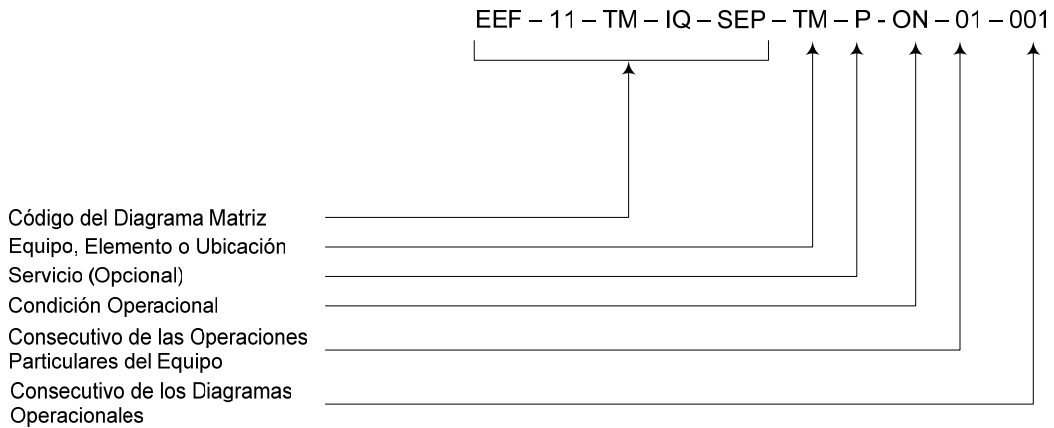 EEF – 11 – TM – IQ – SEP – TM – P - ON – 01 – 001
Código del Diagrama Matriz
Equipo, Elemento o Ubicación
Servicio (Opcional)
Condición Operacional
Consecutivo de las Operaciones
Particulares del Equipo
Consecutivo de los Diagramas
Operacionales